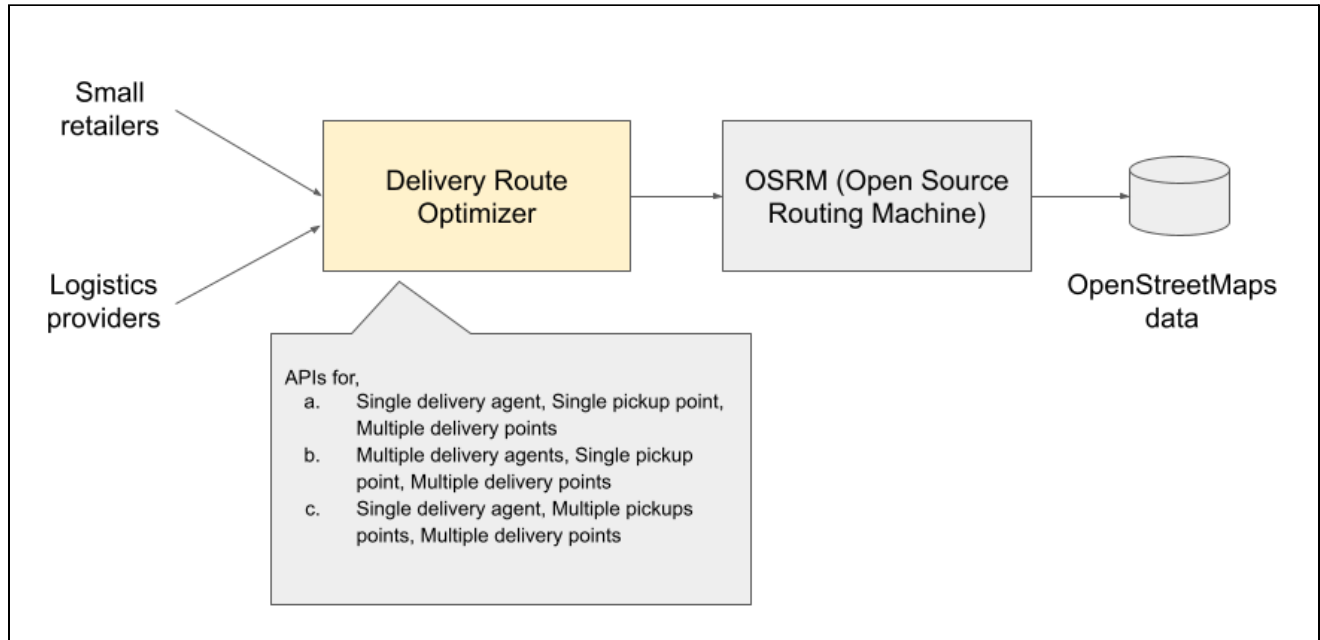 Small
retailers
Logistics
providers
Delivery Route
Optimizer
OSRM (Open Source
Routing Machine)
OpenStreetMaps
data
APIs for,
a. Single delivery agent, Single pickup point,
Multiple delivery points
b. Multiple delivery agents, Single pickup
point, Multiple delivery points
c. Single delivery agent, Multiple pickups
points, Multiple delivery points